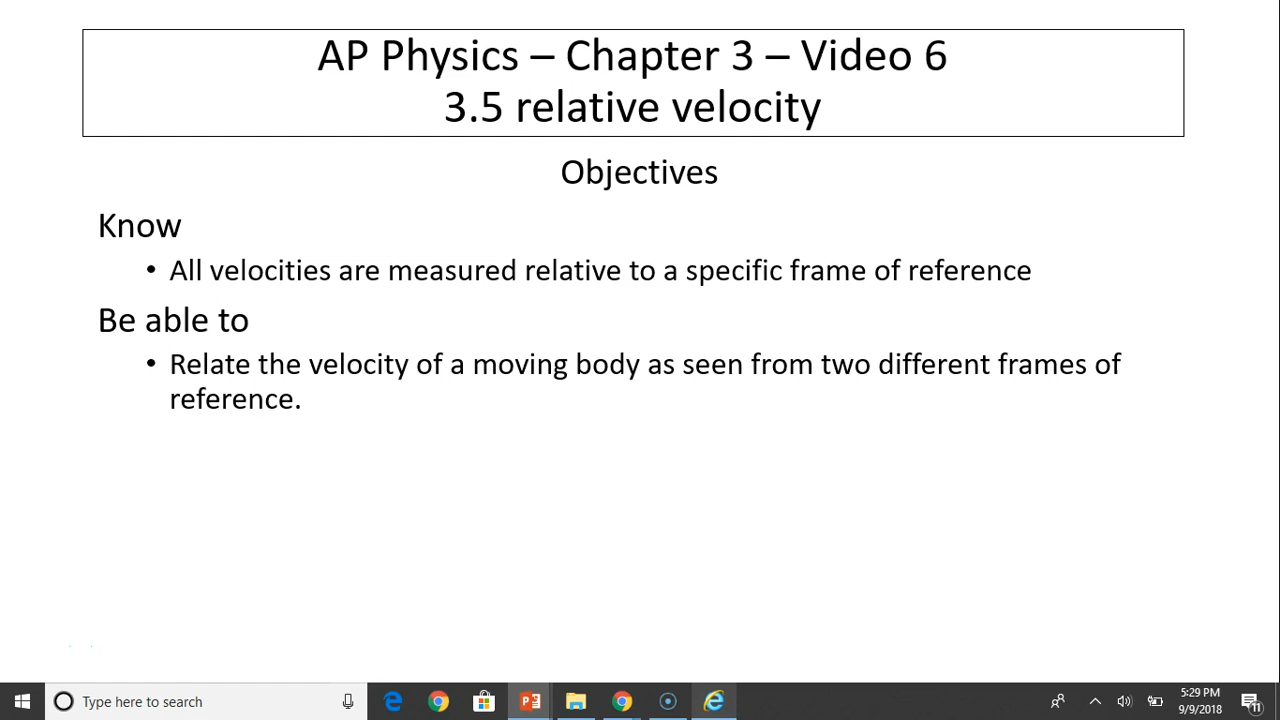 AP Physics – Chapter 3 – Video 6
3.5 relative velocity
Objectives
Know
• All velocities are measured relative to a specific frame of reference
Be able to
• Relate the velocity of a moving body as seen from two different frames of
reference.
Type here to search
5:29 PM
9/9/2018
11